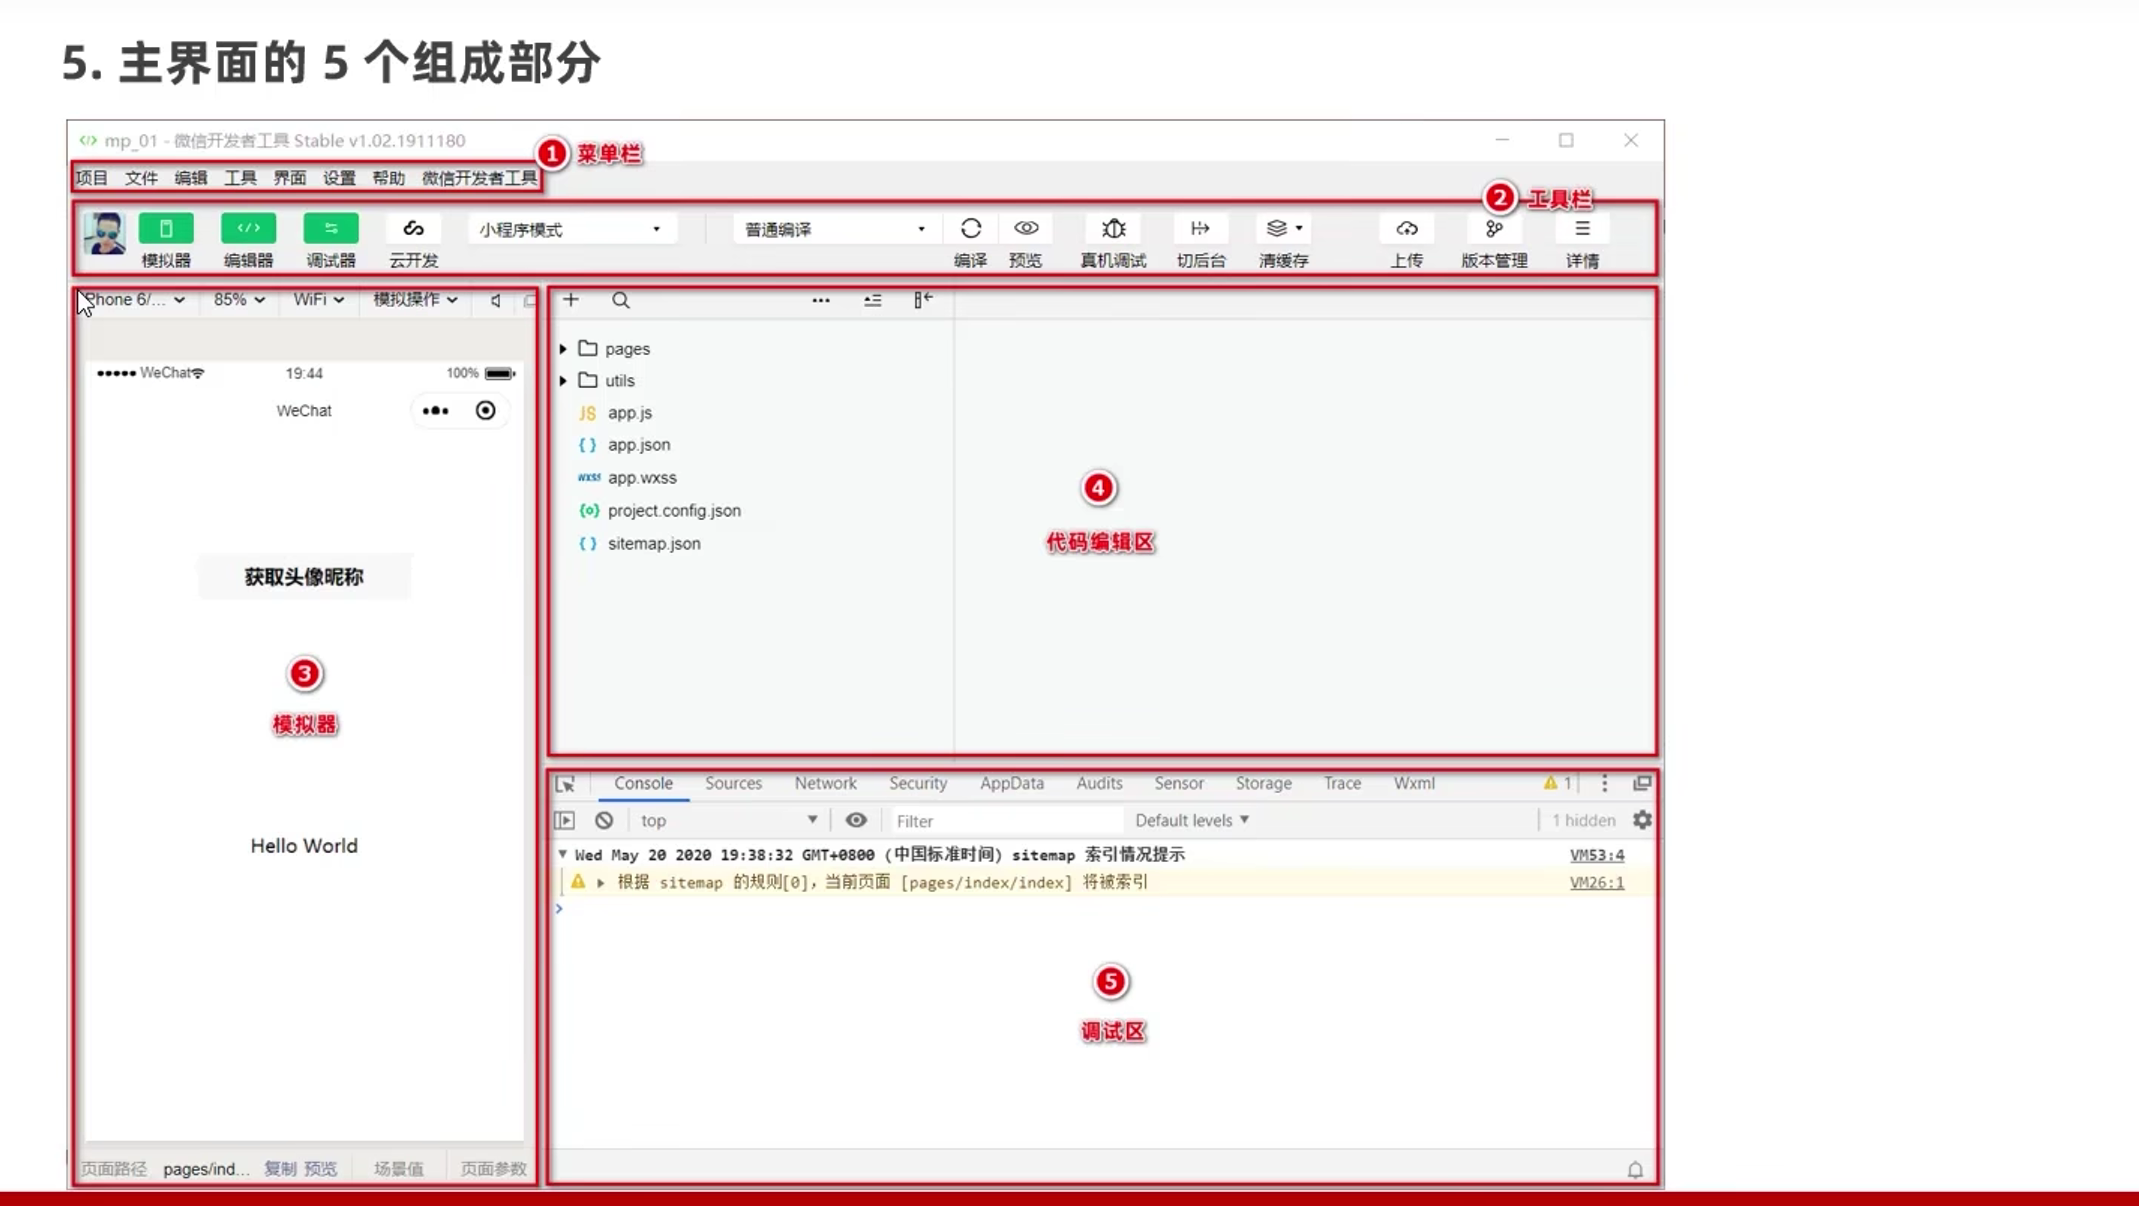 5. 主界面的 5 个组成部分
mp_01 - 微信开发者工具 Stable v1.02.1911180
1 菜单栏
项目 文件 编辑 工具 界面 设置 帮助 微信开发者工具
2 工具栏
小程序模式 普通编译
模拟器 编辑器 调试器 云开发 编译 预览 真机调试 切后台 清缓存 上传 版本管理 详情
Phone 6/... 85% WiFi 模拟操作
WeChat 19:44 100%
WeChat
获取头像昵称
3
模拟器
Hello World
页面路径 pages/ind... 复制 预览 场景值 页面参数
pages
utils
JS app.js
{ } app.json
wxss app.wxss
{o} project.config.json
{ } sitemap.json
4
代码编辑区
Console Sources Network Security AppData Audits Sensor Storage Trace Wxml 1
top Filter Default levels 1 hidden
Wed May 20 2020 19:38:32 GMT+0800 (中国标准时间) sitemap 索引情况提示 VM53:4
根据 sitemap 的规则[0]，当前页面 [pages/index/index] 将被索引 VM26:1
5
调试区